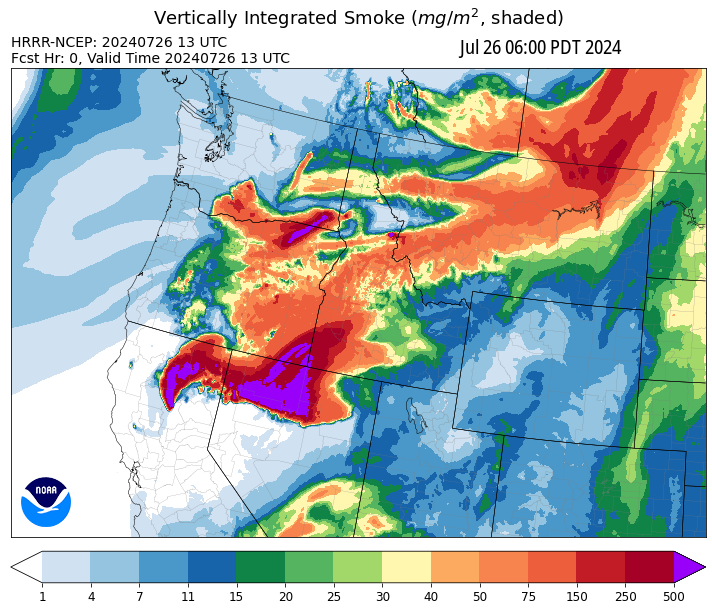 Vertically Integrated Smoke (mg/m², shaded)
HRRR-NCEP: 20240726 13 UTC
Jul 26 06:00 PDT 2024
Fcst Hr: 0, Valid Time 20240726 13 UTC
NOAA
1 4 7 11 15 20 25 30 40 50 75 150 250 500